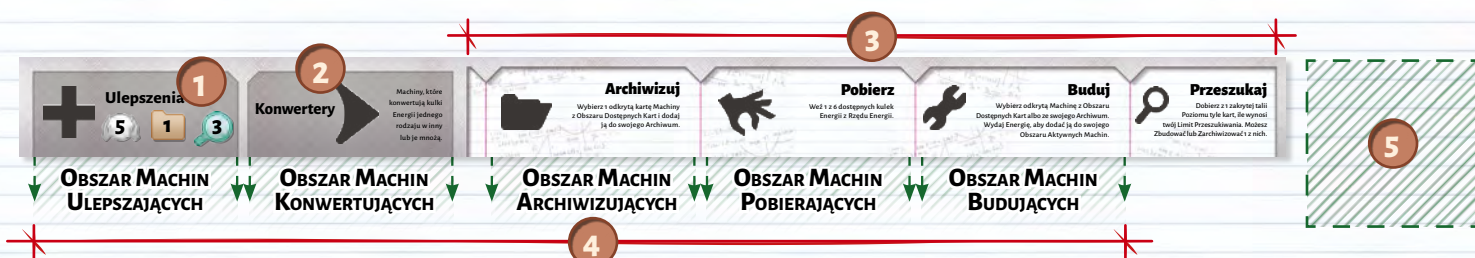 3
1
Ulepszenia
5
1
3
2
Konwertery
Machiny, które
konwertują kulki
Energii jednego
rodzaju w inny
lub je mnożą.
Archiwizuj
Wybierz 1 odkrytą kartę Machiny
z Obszaru Dostępnych Kart i dodaj
ją do swojego Archiwum.
Pobierz
Weź 1 z 6 dostępnych kulek
Energii z Rzędu Energii.
Buduj
Wybierz odkrytą Machinę z Obszaru
Dostępnych Kart albo ze swojego Archiwum.
Wydaj Energię, aby dodać ją do swojego
Obszaru Aktywnych Machin.
Przeszukaj
Dobierz z 1 zakrytej talii
Poziomu tyle kart, ile wynosi
twój Limit Przeszukiwania. Możesz
Zbudować lub Zarchiwizować 1 z nich.
5
Obszar Machin
Ulepszających
Obszar Machin
Konwertujących
Obszar Machin
Archiwizujących
Obszar Machin
Pobierających
Obszar Machin
Budujących
4